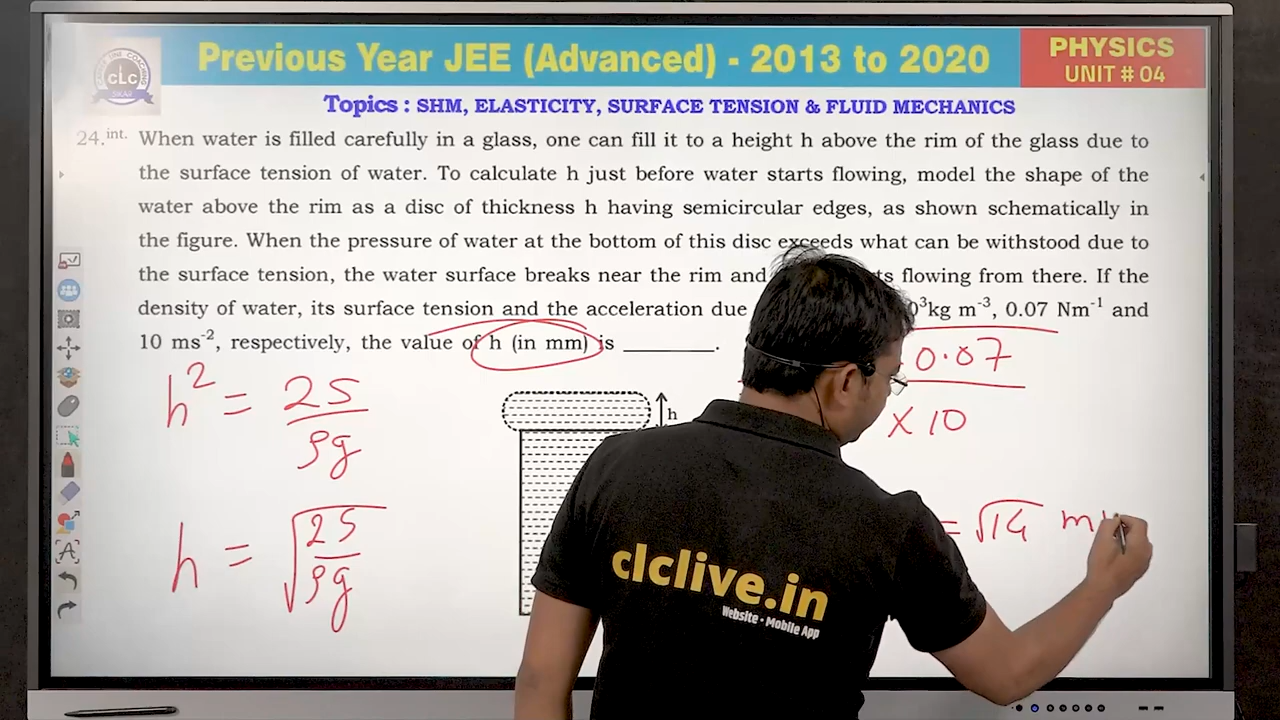 CLC
SIKAR
Previous Year JEE (Advanced) - 2013 to 2020
PHYSICS
UNIT # 04
Topics : SHM, ELASTICITY, SURFACE TENSION & FLUID MECHANICS
24.int. When water is filled carefully in a glass, one can fill it to a height h above the rim of the glass due to
the surface tension of water. To calculate h just before water starts flowing, model the shape of the
water above the rim as a disc of thickness h having semicircular edges, as shown schematically in
the figure. When the pressure of water at the bottom of this disc exceeds what can be withstood due to
the surface tension, the water surface breaks near the rim and ts flowing from there. If the
density of water, its surface tension and the acceleration due 0³kg m⁻³, 0.07 Nm⁻¹ and
10 ms⁻², respectively, the value of h (in mm) is ________.
h² = 2S/ρg
0.07
× 10
h
h = √(2S/ρg)
= √14 m
clclive.in
Website • Mobile App